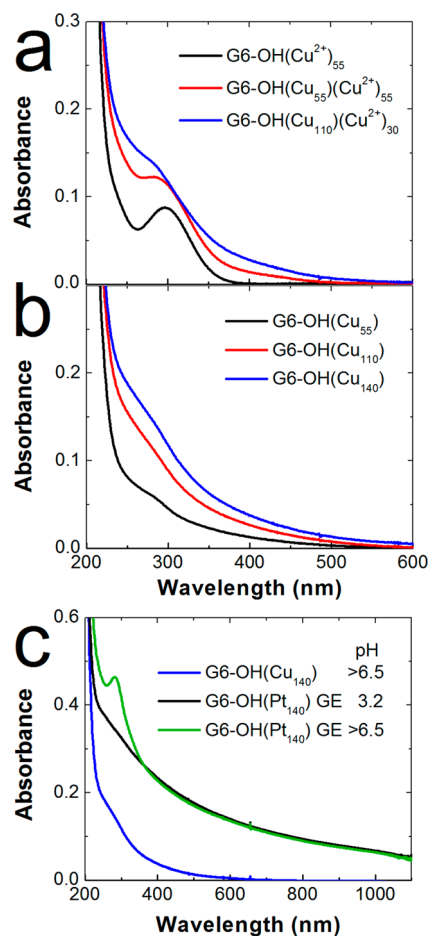 a
0.3
G6-OH(Cu²⁺)₅₅
G6-OH(Cu₅₅)(Cu²⁺)₅₅
G6-OH(Cu₁₁₀)(Cu²⁺)₃₀
0.2
0.1
0.0
Absorbance
b
G6-OH(Cu₅₅)
G6-OH(Cu₁₁₀)
G6-OH(Cu₁₄₀)
0.2
0.1
0.0
Absorbance
200 300 400 500 600
Wavelength (nm)
c
0.6
pH
G6-OH(Cu₁₄₀) >6.5
G6-OH(Pt₁₄₀) GE 3.2
G6-OH(Pt₁₄₀) GE >6.5
0.4
0.2
0.0
Absorbance
200 400 600 800 1000
Wavelength (nm)